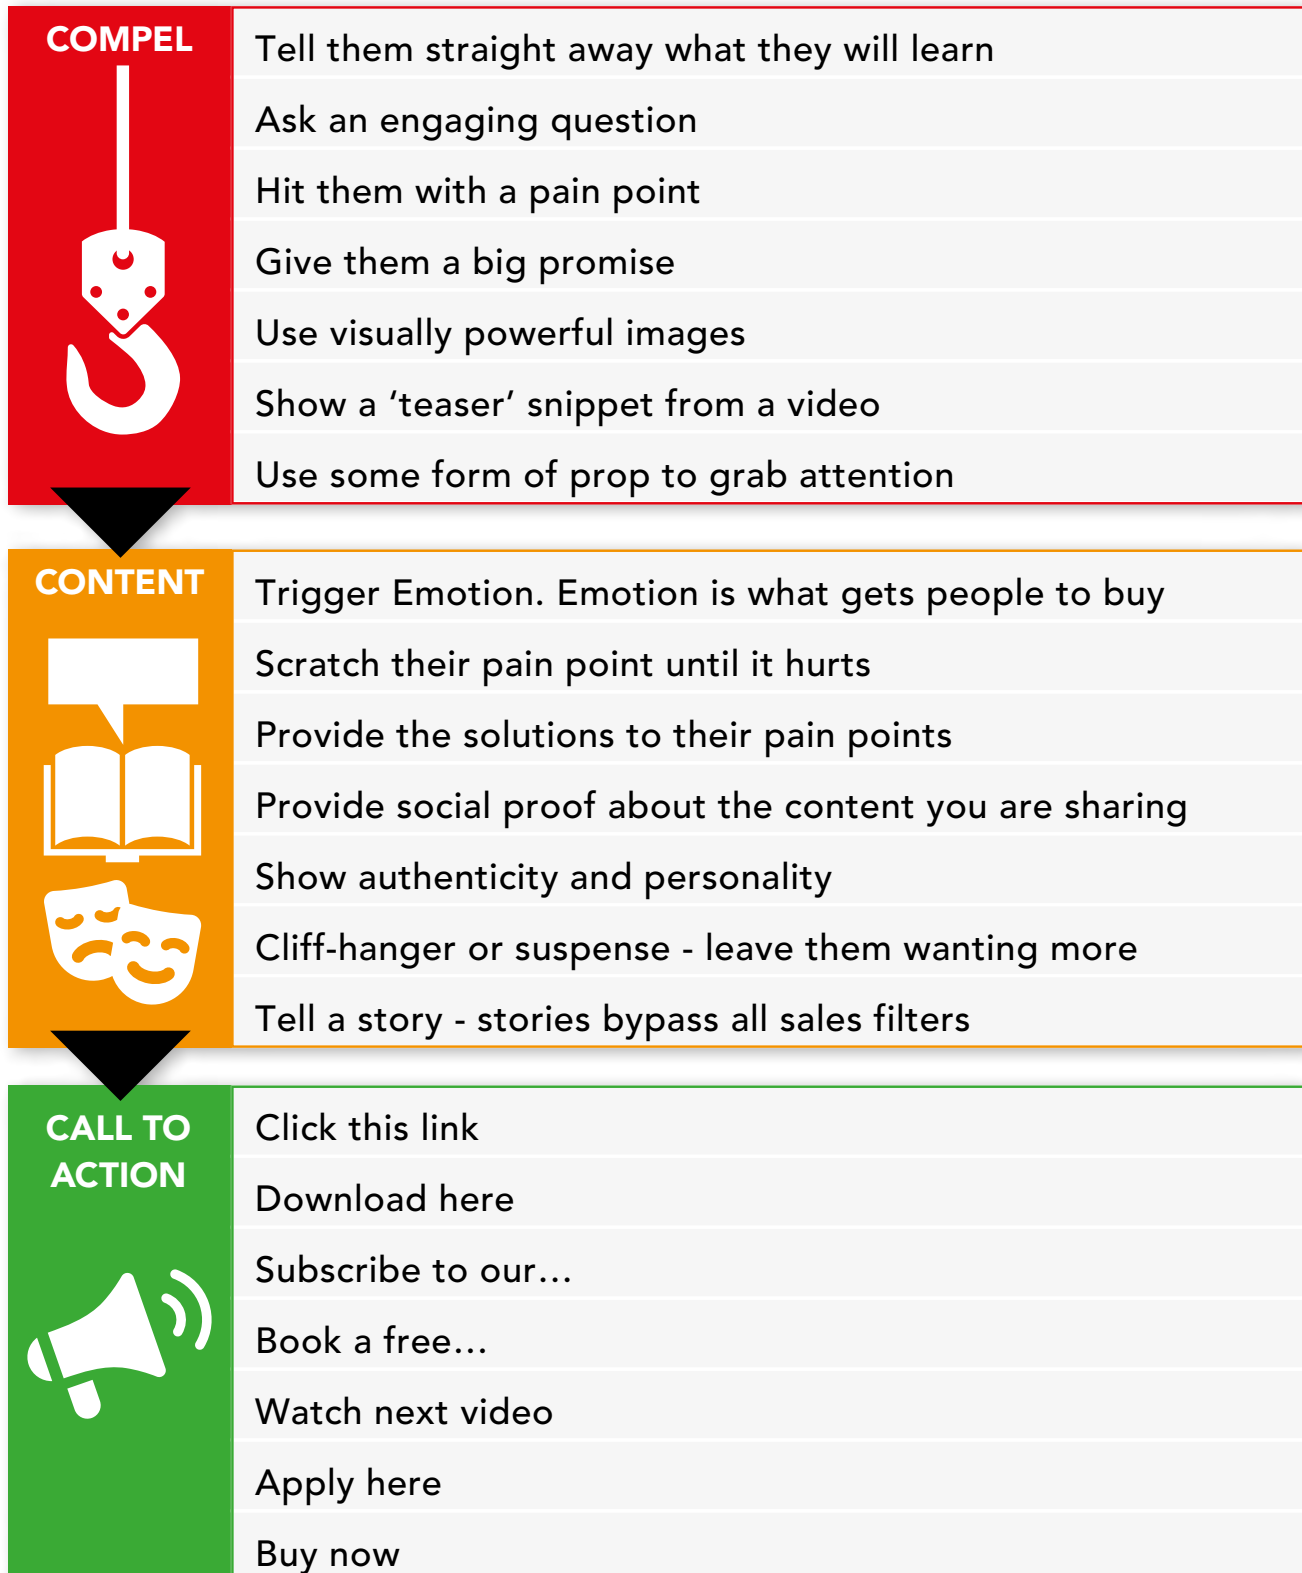 COMPEL
Tell them straight away what they will learn
Ask an engaging question
Hit them with a pain point
Give them a big promise
Use visually powerful images
Show a ‘teaser’ snippet from a video
Use some form of prop to grab attention
CONTENT
Trigger Emotion. Emotion is what gets people to buy
Scratch their pain point until it hurts
Provide the solutions to their pain points
Provide social proof about the content you are sharing
Show authenticity and personality
Cliff-hanger or suspense - leave them wanting more
Tell a story - stories bypass all sales filters
CALL TO
ACTION
Click this link
Download here
Subscribe to our…
Book a free…
Watch next video
Apply here
Buy now